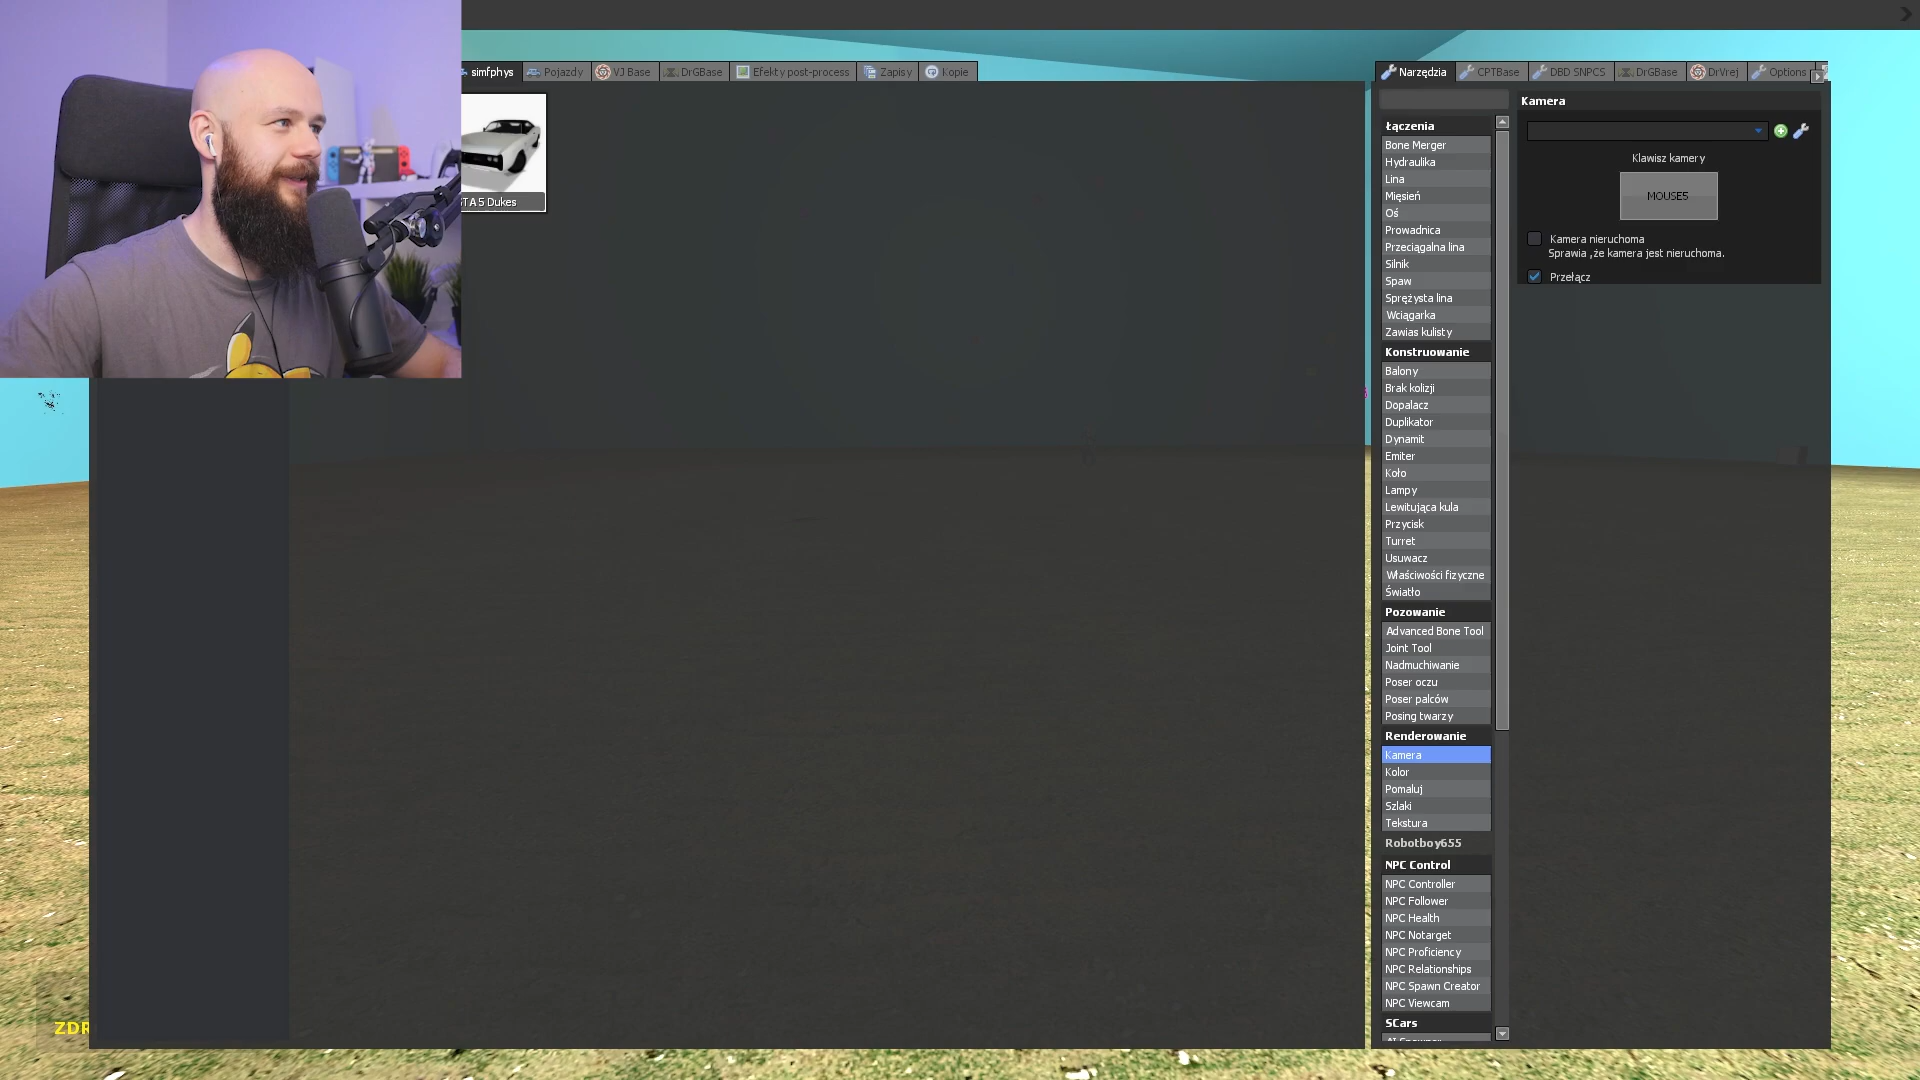 simfphys
Pojazdy
VJ Base
DrGBase
Efekty post-process
Zapisy
Kopie
TA 5 Dukes
Narzędzia
CPTBase
DBD SNPCS
DrGBase
DrVrej
Options
Łączenia
Bone Merger
Hydraulika
Lina
Mięsień
Oś
Prowadnica
Przeciągalna lina
Silnik
Spaw
Sprężysta lina
Wciągarka
Zawias kulisty
Konstruowanie
Balony
Brak kolizji
Dopalacz
Duplikator
Dynamit
Emiter
Koło
Lampy
Lewitująca kula
Przycisk
Turret
Usuwacz
Właściwości fizyczne
Światło
Pozowanie
Advanced Bone Tool
Joint Tool
Nadmuchiwanie
Poser oczu
Poser palców
Posing twarzy
Renderowanie
Kamera
Kolor
Pomaluj
Szlaki
Tekstura
Robotboy655
NPC Control
NPC Controller
NPC Follower
NPC Health
NPC Notarget
NPC Proficiency
NPC Relationships
NPC Spawn Creator
NPC Viewcam
SCars
Kamera
Klawisz kamery
MOUSE5
Kamera nieruchoma
Sprawia ,że kamera jest nieruchoma.
Przełącz
ZDR